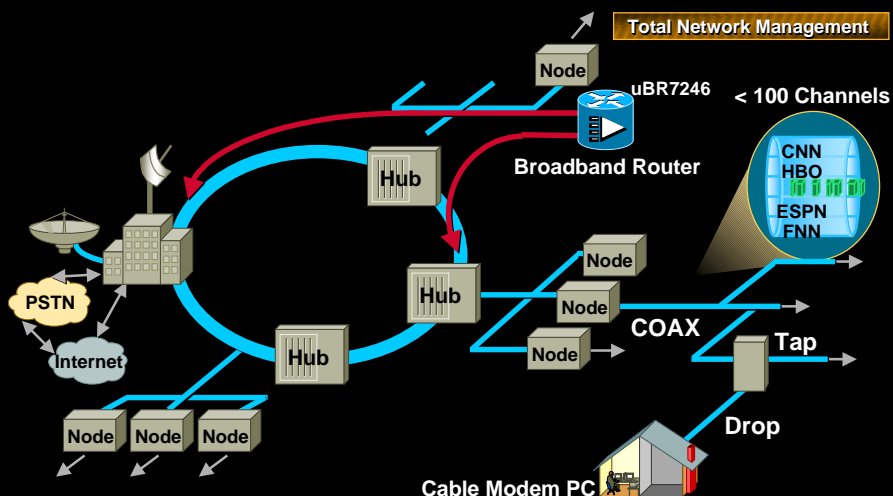 Total Network Management
Node
uBR7246
< 100 Channels
Broadband Router
CNN
HBO
ESPN
FNN
Hub
Hub
Hub
Node
Node
Node
COAX
Tap
PSTN
Internet
Node
Node
Node
Drop
Cable Modem PC